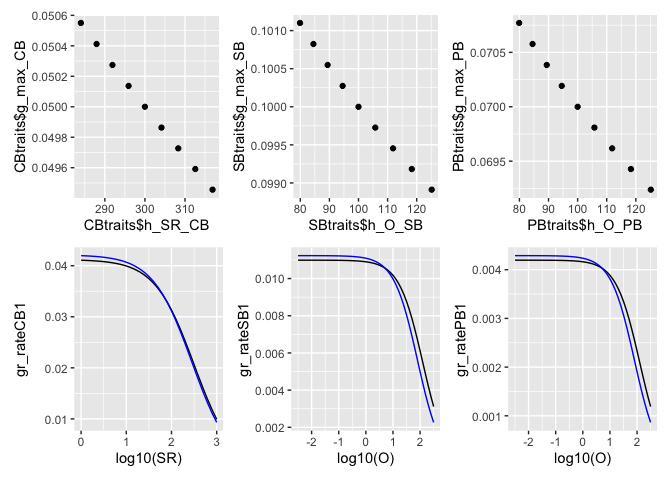 CBtraits$g_max_CB
0.0506
0.0504
0.0502
0.0500
0.0498
0.0496
290
300
310
CBtraits$h_SR_CB
SBtraits$g_max_SB
0.1010
0.1005
0.1000
0.0995
0.0990
80 90 100 110 120
SBtraits$h_O_SB
PBtraits$g_max_PB
0.0705
0.0700
0.0695
80 90 100 110 120
PBtraits$h_O_PB
gr_rateCB1
0.04
0.03
0.02
0.01
0 1 2 3
log10(SR)
gr_rateSB1
0.010
0.008
0.006
0.004
0.002
-2 -1 0 1 2
log10(O)
gr_ratePB1
0.004
0.003
0.002
0.001
-2 -1 0 1 2
log10(O)